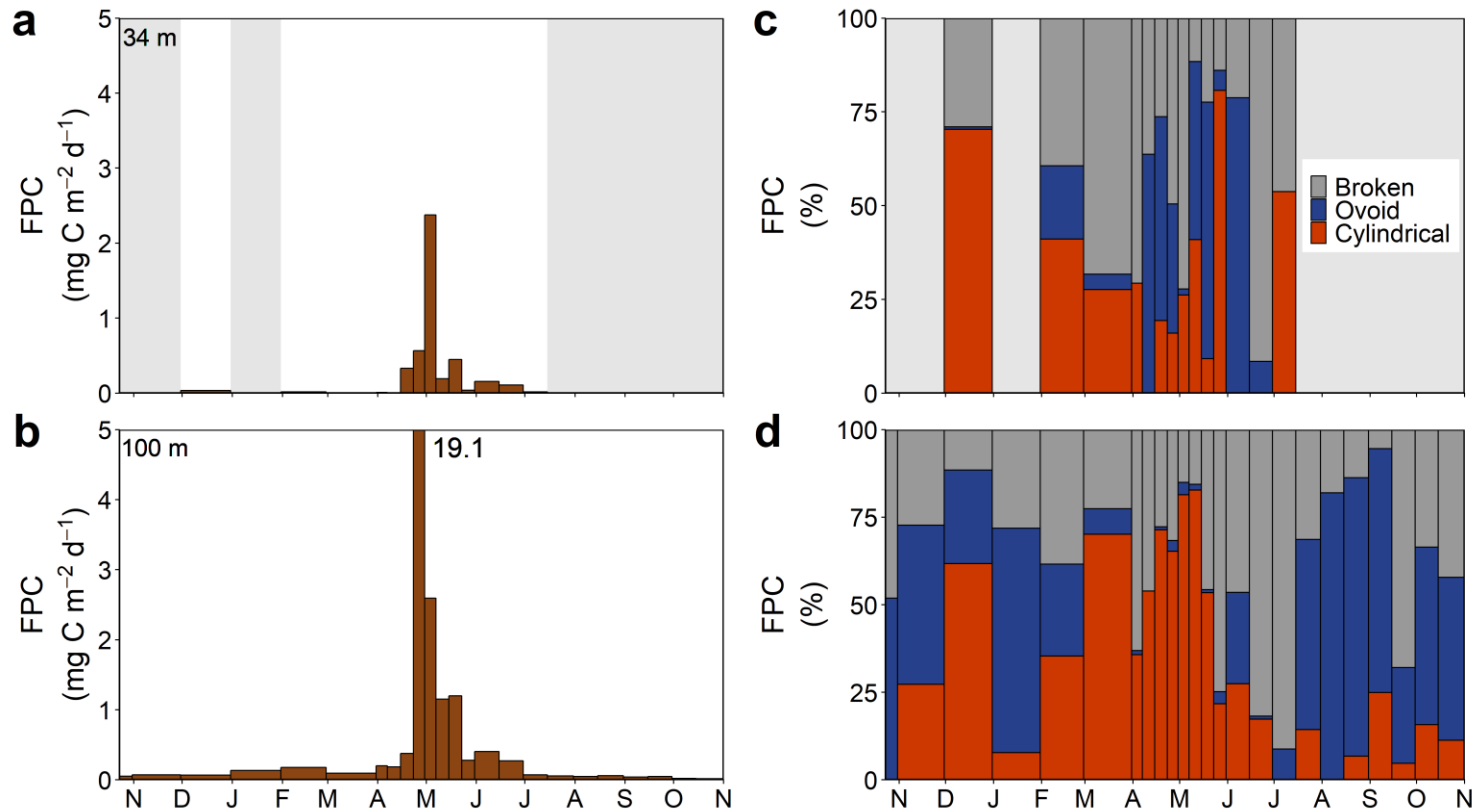 a
34 m
FPC
(mg C m⁻² d⁻¹)
5
4
3
2
1
0
b
100 m
19.1
FPC
(mg C m⁻² d⁻¹)
5
4
3
2
1
0
N D J F M A M J J A S O N
c
FPC
(%)
100
75
50
25
0
Broken
Ovoid
Cylindrical
d
FPC
(%)
100
75
50
25
0
N D J F M A M J J A S O N